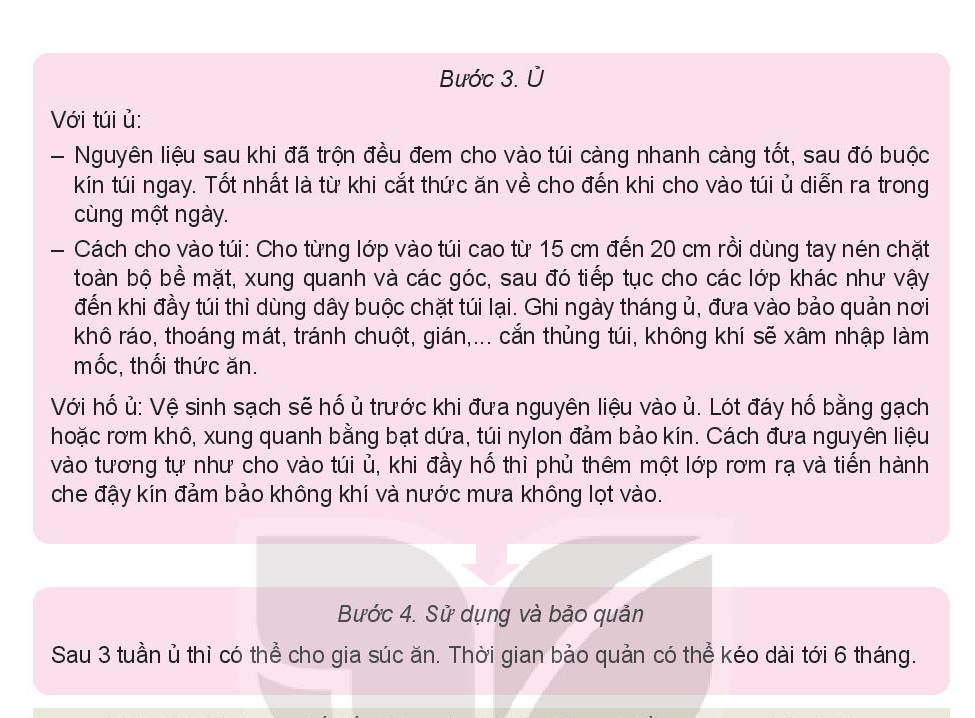 Bước 3. Ủ
Với túi ủ:
– Nguyên liệu sau khi đã trộn đều đem cho vào túi càng nhanh càng tốt, sau đó buộc
kín túi ngay. Tốt nhất là từ khi cắt thức ăn về cho đến khi cho vào túi ủ diễn ra trong
cùng một ngày.
– Cách cho vào túi: Cho từng lớp vào túi cao từ 15 cm đến 20 cm rồi dùng tay nén chặt
toàn bộ bề mặt, xung quanh và các góc, sau đó tiếp tục cho các lớp khác như vậy
đến khi đầy túi thì dùng dây buộc chặt túi lại. Ghi ngày tháng ủ, đưa vào bảo quản nơi
khô ráo, thoáng mát, tránh chuột, gián,... cắn thủng túi, không khí sẽ xâm nhập làm
mốc, thối thức ăn.
Với hố ủ: Vệ sinh sạch sẽ hố ủ trước khi đưa nguyên liệu vào ủ. Lót đáy hố bằng gạch
hoặc rơm khô, xung quanh bằng bạt dứa, túi nylon đảm bảo kín. Cách đưa nguyên liệu
vào tương tự như cho vào túi ủ, khi đầy hố thì phủ thêm một lớp rơm rạ và tiến hành
che đậy kín đảm bảo không khí và nước mưa không lọt vào.
Bước 4. Sử dụng và bảo quản
Sau 3 tuần ủ thì có thể cho gia súc ăn. Thời gian bảo quản có thể kéo dài tới 6 tháng.